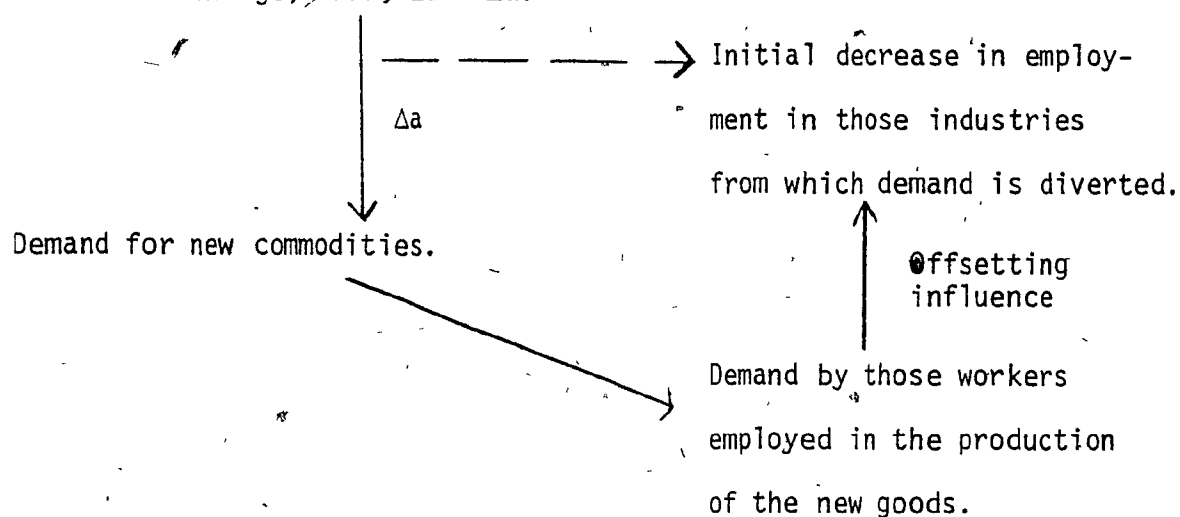 Initial decrease in employ-
Δa
ment in those industries
from which demand is diverted.
Demand for new commodities.
Offsetting
influence
Demand by those workers
employed in the production
of the new goods.